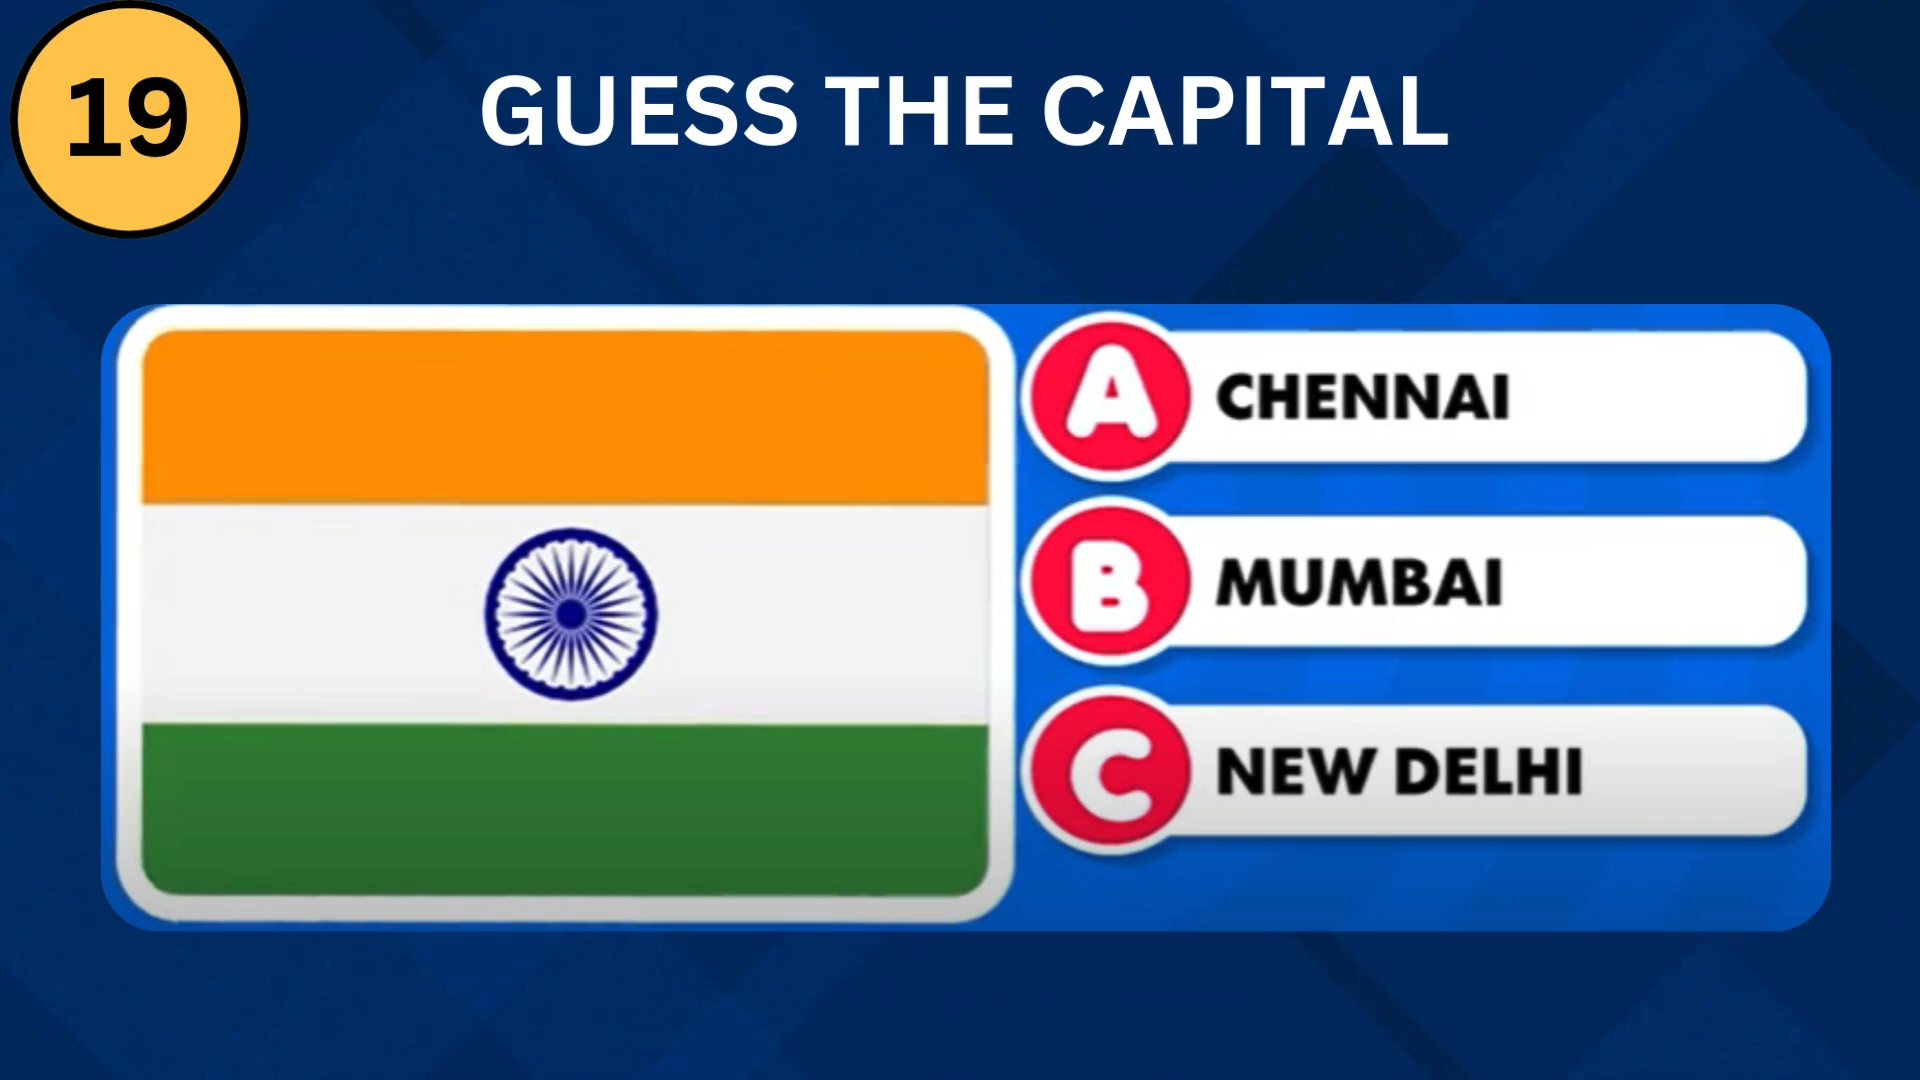 19
GUESS THE CAPITAL
A CHENNAI
B MUMBAI
C NEW DELHI